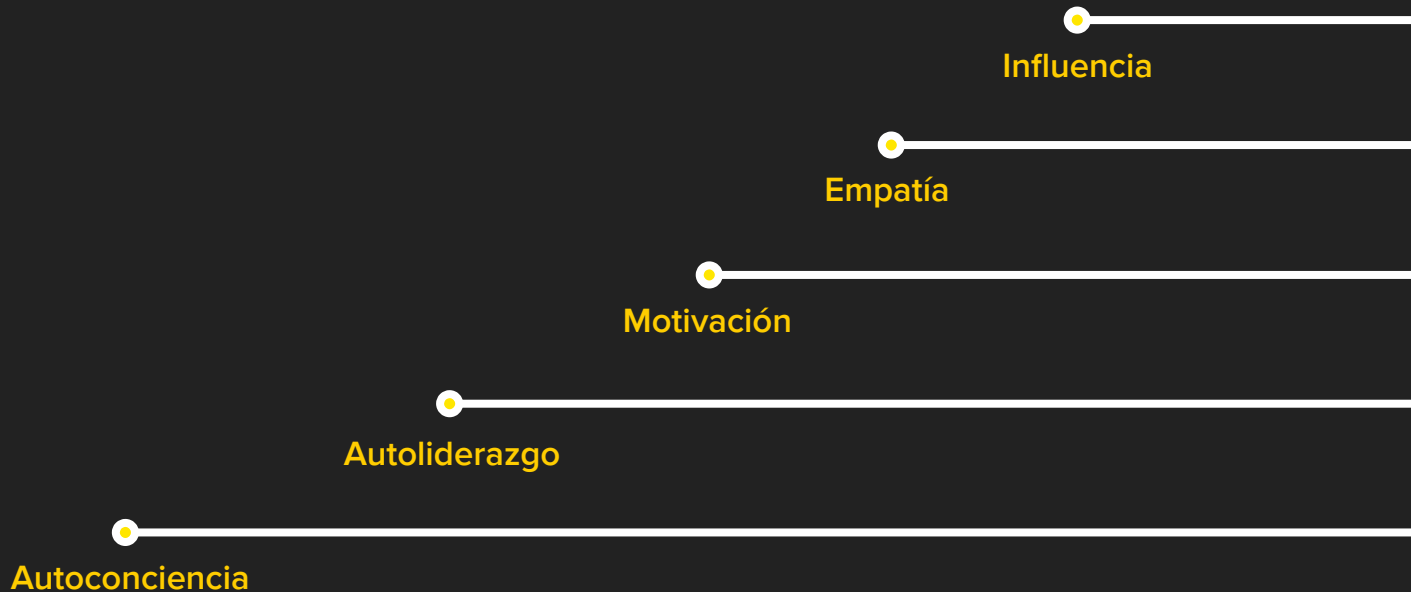 Influencia
Empatía
Motivación
Autoliderazgo
Autoconciencia